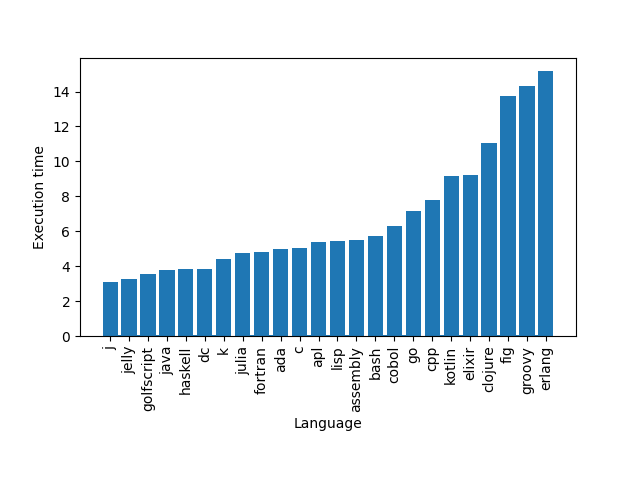 14
12
10
8
6
4
2
0
Execution time
j
jelly
golfscript
java
haskell
dc
k
julia
fortran
ada
c
apl
lisp
assembly
bash
cobol
go
cpp
kotlin
elixir
clojure
fig
groovy
erlang
Language